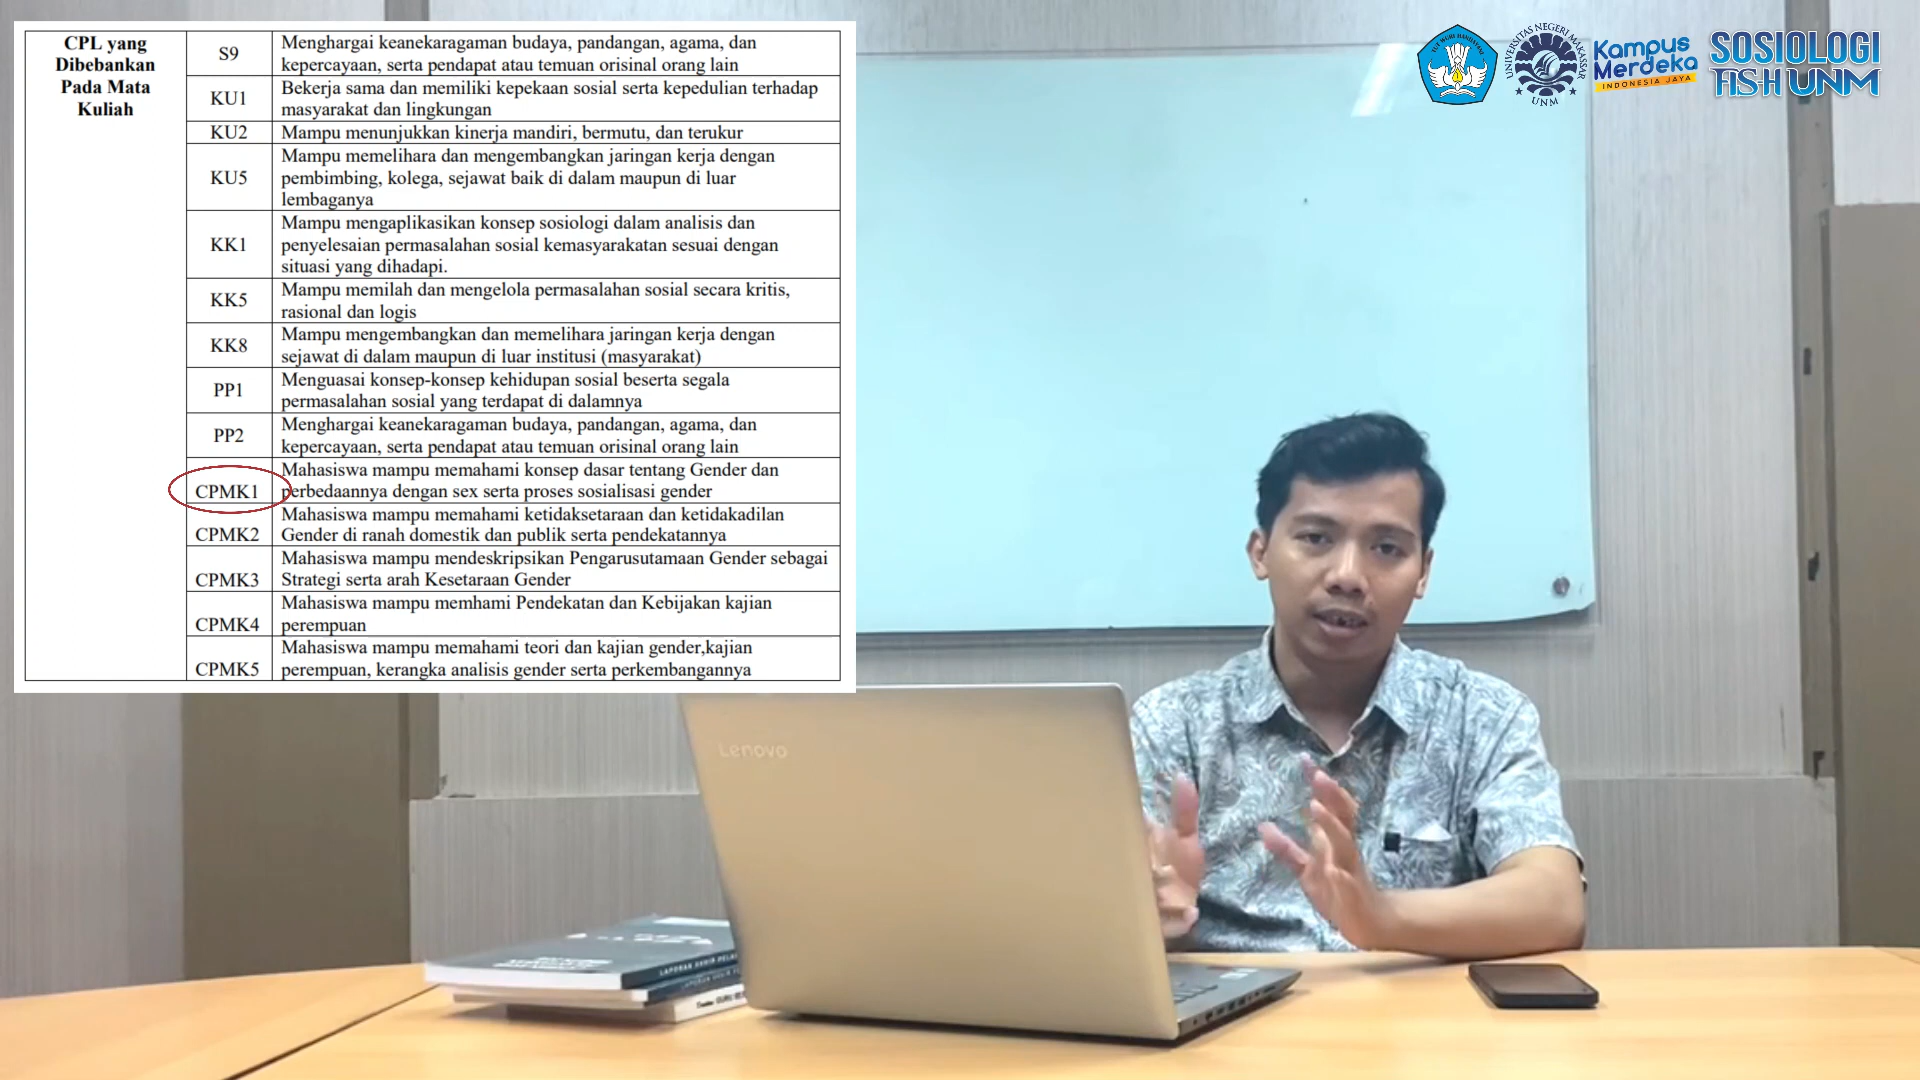 CPL yang
Dibebankan
Pada Mata
Kuliah
S9
Menghargai keanekaragaman budaya, pandangan, agama, dan
kepercayaan, serta pendapat atau temuan orisinal orang lain
KU1
Bekerja sama dan memiliki kepekaan sosial serta kepedulian terhadap
masyarakat dan lingkungan
KU2
Mampu menunjukkan kinerja mandiri, bermutu, dan terukur
KU5
Mampu memelihara dan mengembangkan jaringan kerja dengan
pembimbing, kolega, sejawat baik di dalam maupun di luar
lembaganya
KK1
Mampu mengaplikasikan konsep sosiologi dalam analisis dan
penyelesaian permasalahan sosial kemasyarakatan sesuai dengan
situasi yang dihadapi.
KK5
Mampu memilah dan mengelola permasalahan sosial secara kritis,
rasional dan logis
KK8
Mampu mengembangkan dan memelihara jaringan kerja dengan
sejawat di dalam maupun di luar institusi (masyarakat)
PP1
Menguasai konsep-konsep kehidupan sosial beserta segala
permasalahan sosial yang terdapat di dalamnya
PP2
Menghargai keanekaragaman budaya, pandangan, agama, dan
kepercayaan, serta pendapat atau temuan orisinal orang lain
CPMK1
Mahasiswa mampu memahami konsep dasar tentang Gender dan
perbedaannya dengan sex serta proses sosialisasi gender
CPMK2
Mahasiswa mampu memahami ketidaksetaraan dan ketidakadilan
Gender di ranah domestik dan publik serta pendekatannya
CPMK3
Mahasiswa mampu mendeskripsikan Pengarusutamaan Gender sebagai
Strategi serta arah Kesetaraan Gender
CPMK4
Mahasiswa mampu memhami Pendekatan dan Kebijakan kajian
perempuan
CPMK5
Mahasiswa mampu memahami teori dan kajian gender,kajian
perempuan, kerangka analisis gender serta perkembangannya
TUT WURI HANDAYANI
UNIVERSITAS NEGERI MAKASSAR
UNM
Kampus
Merdeka
INDONESIA JAYA
SOSIOLOGI
FIS-H UNM
Lenovo
LAPORAN AKHIR